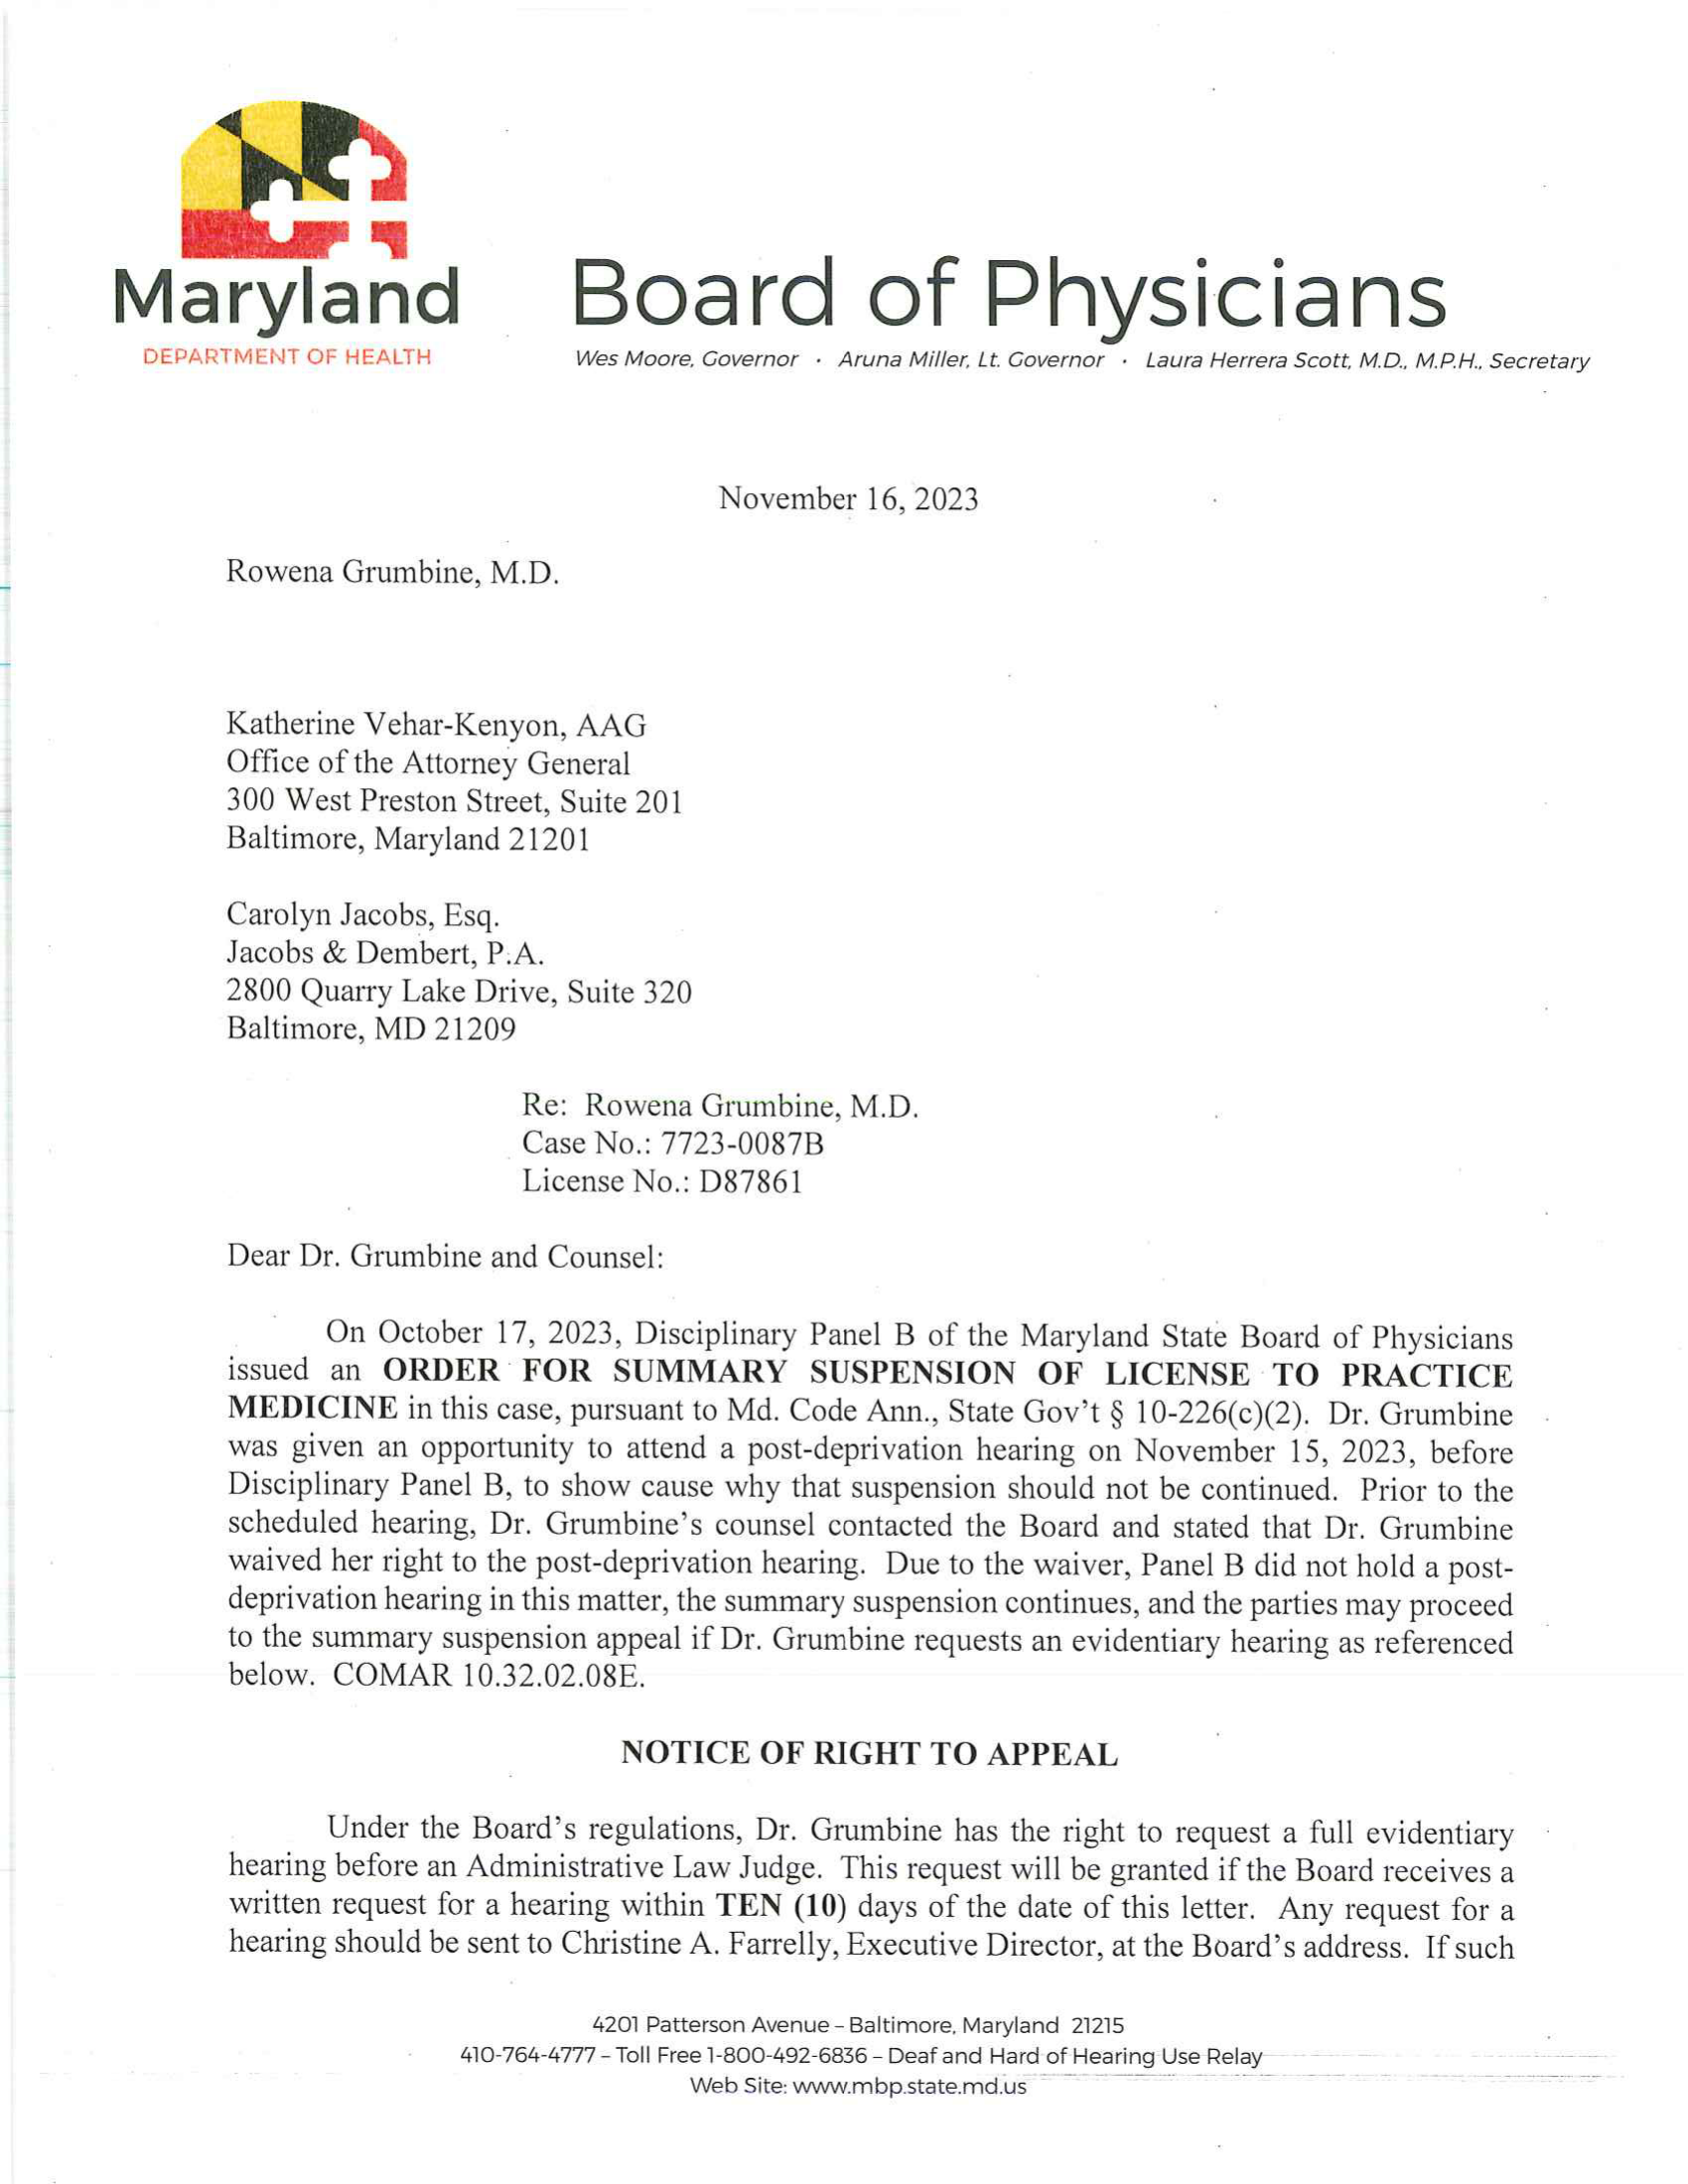 Maryland
DEPARTMENT OF HEALTH
Board of Physicians
Wes Moore, Governor · Aruna Miller, Lt. Governor · Laura Herrera Scott, M.D., M.P.H., Secretary
November 16, 2023
Rowena Grumbine, M.D.
Katherine Vehar-Kenyon, AAG
Office of the Attorney General
300 West Preston Street, Suite 201
Baltimore, Maryland 21201
Carolyn Jacobs, Esq.
Jacobs & Dembert, P.A.
2800 Quarry Lake Drive, Suite 320
Baltimore, MD 21209
Re: Rowena Grumbine, M.D.
Case No.: 7723-0087B
License No.: D87861
Dear Dr. Grumbine and Counsel:
On October 17, 2023, Disciplinary Panel B of the Maryland State Board of Physicians
issued an ORDER FOR SUMMARY SUSPENSION OF LICENSE TO PRACTICE
MEDICINE in this case, pursuant to Md. Code Ann., State Gov't § 10-226(c)(2). Dr. Grumbine
was given an opportunity to attend a post-deprivation hearing on November 15, 2023, before
Disciplinary Panel B, to show cause why that suspension should not be continued. Prior to the
scheduled hearing, Dr. Grumbine's counsel contacted the Board and stated that Dr. Grumbine
waived her right to the post-deprivation hearing. Due to the waiver, Panel B did not hold a post-
deprivation hearing in this matter, the summary suspension continues, and the parties may proceed
to the summary suspension appeal if Dr. Grumbine requests an evidentiary hearing as referenced
below. COMAR 10.32.02.08E.
NOTICE OF RIGHT TO APPEAL
Under the Board's regulations, Dr. Grumbine has the right to request a full evidentiary
hearing before an Administrative Law Judge. This request will be granted if the Board receives a
written request for a hearing within TEN (10) days of the date of this letter. Any request for a
hearing should be sent to Christine A. Farrelly, Executive Director, at the Board's address. If such
4201 Patterson Avenue – Baltimore, Maryland 21215
410-764-4777 – Toll Free 1-800-492-6836 – Deaf and Hard of Hearing Use Relay
Web Site: www.mbp.state.md.us